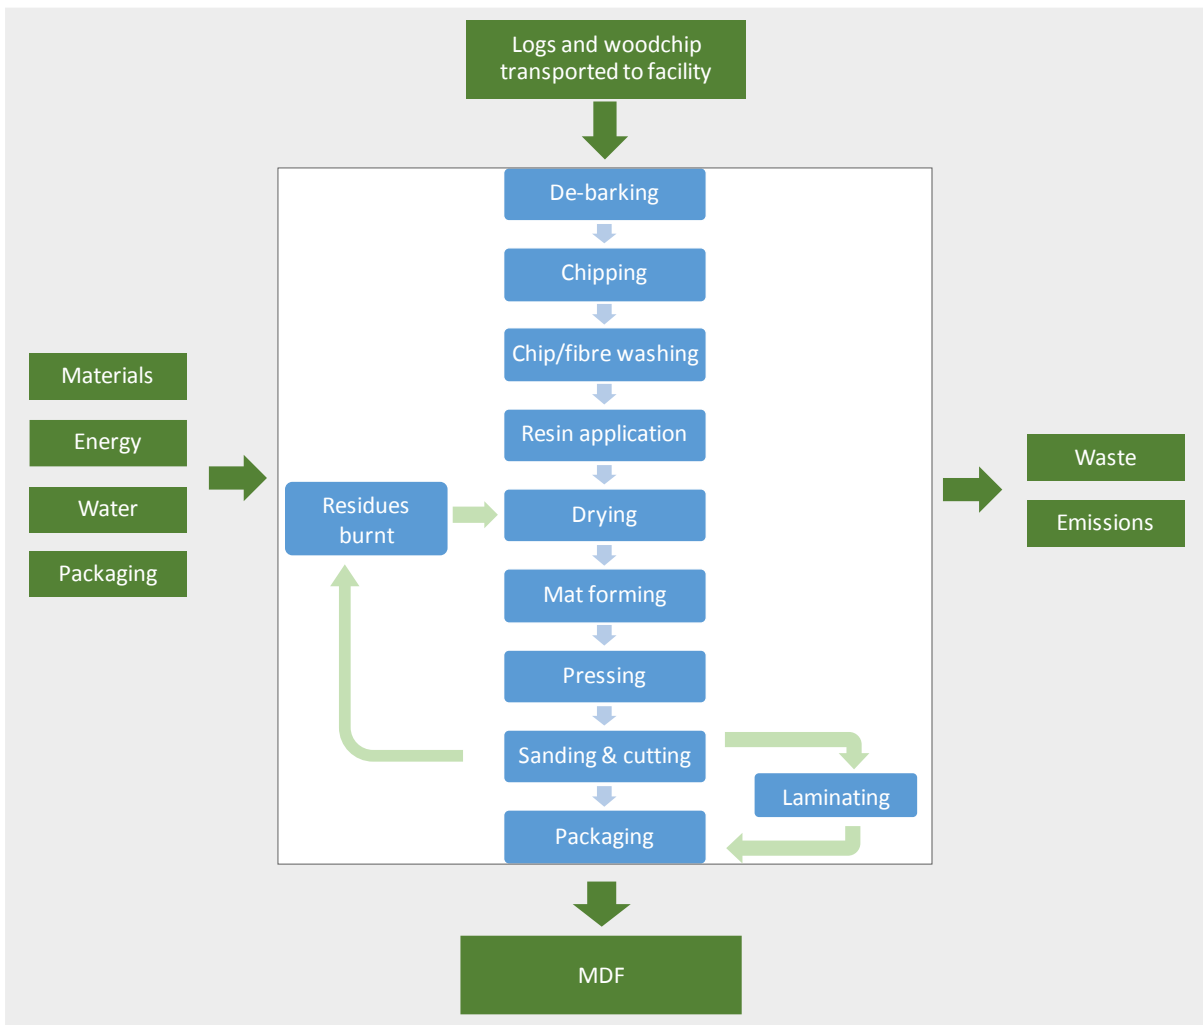 Logs and woodchip
transported to facility
De-barking
Chipping
Chip/fibre washing
Resin application
Drying
Mat forming
Pressing
Sanding & cutting
Packaging
Residues
burnt
Laminating
Materials
Energy
Water
Packaging
Waste
Emissions
MDF